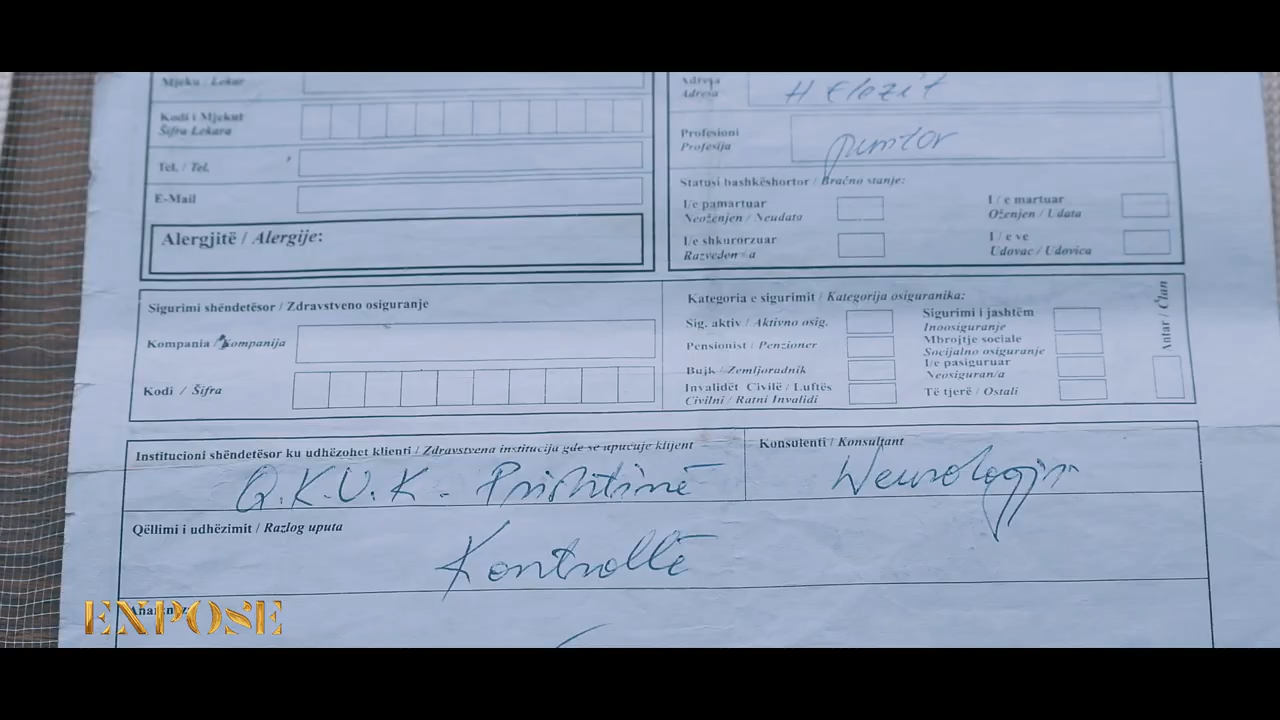 Mjeku / Lekar
Kodi i Mjekut
Šifra Lekara
Tel. / Tel.
E-Mail
Alergjitë / Alergije:
Adresa
Adresa
H Elezit
Profesioni
Profesija
puntor
Statusi bashkëshortor / Bračno stanje:
I/e pamartuar
Neoženjen / Neudata
I / e martuar
Oženjen / Udata
I/e shkurorzuar
Razveden-a
I / e ve
Udovac / Udovica
Sigurimi shëndetësor / Zdravstveno osiguranje
Kompania / Kompanija
Kodi / Šifra
Kategoria e sigurimit / Kategorija osiguranika:
Sig. aktiv / Aktivno osig.
Pensionist / Penzioner
Bujk / Zemljoradnik
Invalidët Civilë / Luftës
Civilni / Ratni Invalidi
Sigurimi i jashtëm
Inoosiguranje
Mbrojtje sociale
Socijalno osiguranje
I/e pasiguruar
Neosiguran/a
Të tjerë / Ostali
Antar / Član
Institucioni shëndetësor ku udhëzohet klienti / Zdravstvena institucija gde se upućuje klijent
Q.K.U.K - Prishtinë
Konsulenti / Konsultant
Neurologjis
Qëllimi i udhëzimit / Razlog uputa
Kontrollë
EXPOSE